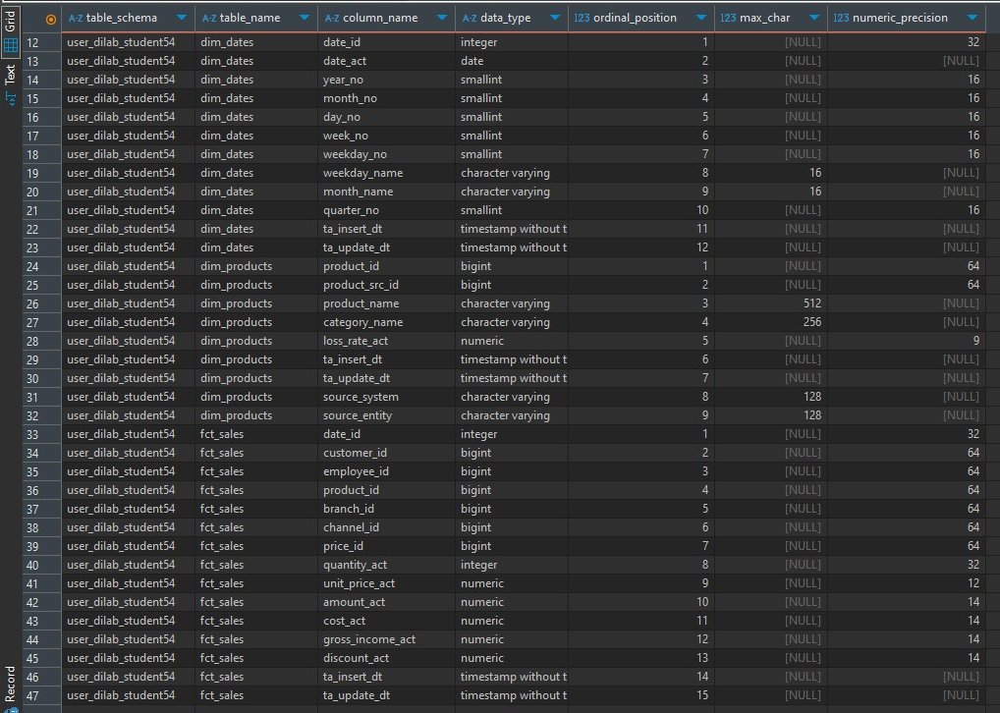 Grid
Text
Record
A-Z table_schema A-Z table_name A-Z column_name A-Z data_type 123 ordinal_position 123 max_char 123 numeric_precision
12 user_dilab_student54 dim_dates date_id integer 1 [NULL] 32
13 user_dilab_student54 dim_dates date_act date 2 [NULL] [NULL]
14 user_dilab_student54 dim_dates year_no smallint 3 [NULL] 16
15 user_dilab_student54 dim_dates month_no smallint 4 [NULL] 16
16 user_dilab_student54 dim_dates day_no smallint 5 [NULL] 16
17 user_dilab_student54 dim_dates week_no smallint 6 [NULL] 16
18 user_dilab_student54 dim_dates weekday_no smallint 7 [NULL] 16
19 user_dilab_student54 dim_dates weekday_name character varying 8 16 [NULL]
20 user_dilab_student54 dim_dates month_name character varying 9 16 [NULL]
21 user_dilab_student54 dim_dates quarter_no smallint 10 [NULL] 16
22 user_dilab_student54 dim_dates ta_insert_dt timestamp without t 11 [NULL] [NULL]
23 user_dilab_student54 dim_dates ta_update_dt timestamp without t 12 [NULL] [NULL]
24 user_dilab_student54 dim_products product_id bigint 1 [NULL] 64
25 user_dilab_student54 dim_products product_src_id bigint 2 [NULL] 64
26 user_dilab_student54 dim_products product_name character varying 3 512 [NULL]
27 user_dilab_student54 dim_products category_name character varying 4 256 [NULL]
28 user_dilab_student54 dim_products loss_rate_act numeric 5 [NULL] 9
29 user_dilab_student54 dim_products ta_insert_dt timestamp without t 6 [NULL] [NULL]
30 user_dilab_student54 dim_products ta_update_dt timestamp without t 7 [NULL] [NULL]
31 user_dilab_student54 dim_products source_system character varying 8 128 [NULL]
32 user_dilab_student54 dim_products source_entity character varying 9 128 [NULL]
33 user_dilab_student54 fct_sales date_id integer 1 [NULL] 32
34 user_dilab_student54 fct_sales customer_id bigint 2 [NULL] 64
35 user_dilab_student54 fct_sales employee_id bigint 3 [NULL] 64
36 user_dilab_student54 fct_sales product_id bigint 4 [NULL] 64
37 user_dilab_student54 fct_sales branch_id bigint 5 [NULL] 64
38 user_dilab_student54 fct_sales channel_id bigint 6 [NULL] 64
39 user_dilab_student54 fct_sales price_id bigint 7 [NULL] 64
40 user_dilab_student54 fct_sales quantity_act integer 8 [NULL] 32
41 user_dilab_student54 fct_sales unit_price_act numeric 9 [NULL] 12
42 user_dilab_student54 fct_sales amount_act numeric 10 [NULL] 14
43 user_dilab_student54 fct_sales cost_act numeric 11 [NULL] 14
44 user_dilab_student54 fct_sales gross_income_act numeric 12 [NULL] 14
45 user_dilab_student54 fct_sales discount_act numeric 13 [NULL] 14
46 user_dilab_student54 fct_sales ta_insert_dt timestamp without t 14 [NULL] [NULL]
47 user_dilab_student54 fct_sales ta_update_dt timestamp without t 15 [NULL] [NULL]